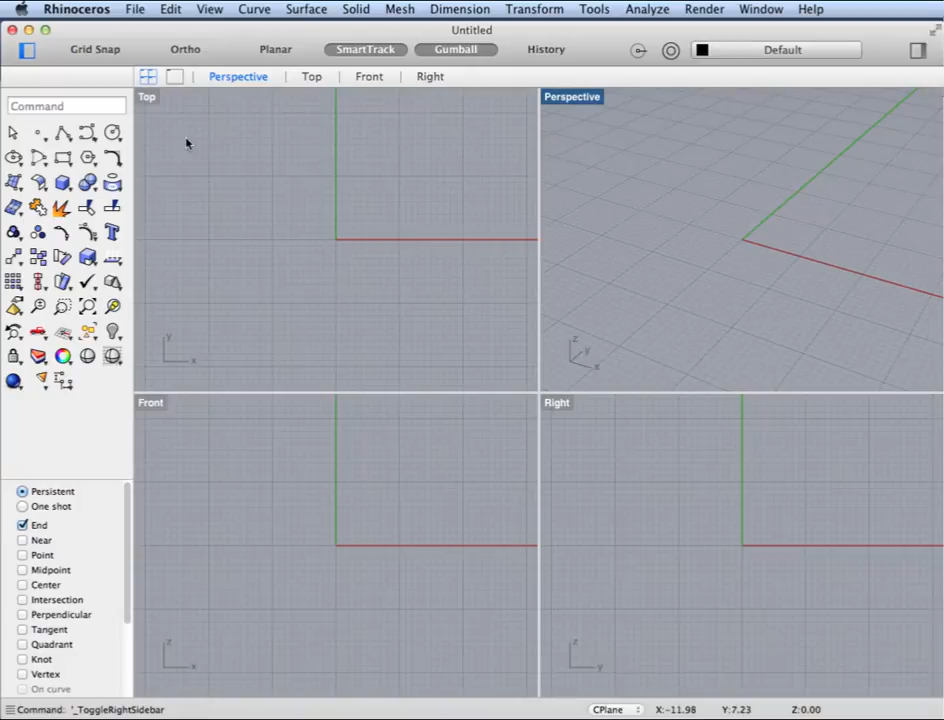 Rhinoceros File Edit View Curve Surface Solid Mesh Dimension Transform Tools Analyze Render Window Help
Untitled
Grid Snap Ortho Planar SmartTrack Gumball History Default
Perspective Top Front Right
Command
Top
y
x
Perspective
z
y
x
Front
z
x
Right
z
y
Persistent
One shot
End
Near
Point
Midpoint
Center
Intersection
Perpendicular
Tangent
Quadrant
Knot
Vertex
On curve
Command: '_ToggleRightSidebar CPlane X:-11.98 Y:7.23 Z:0.00